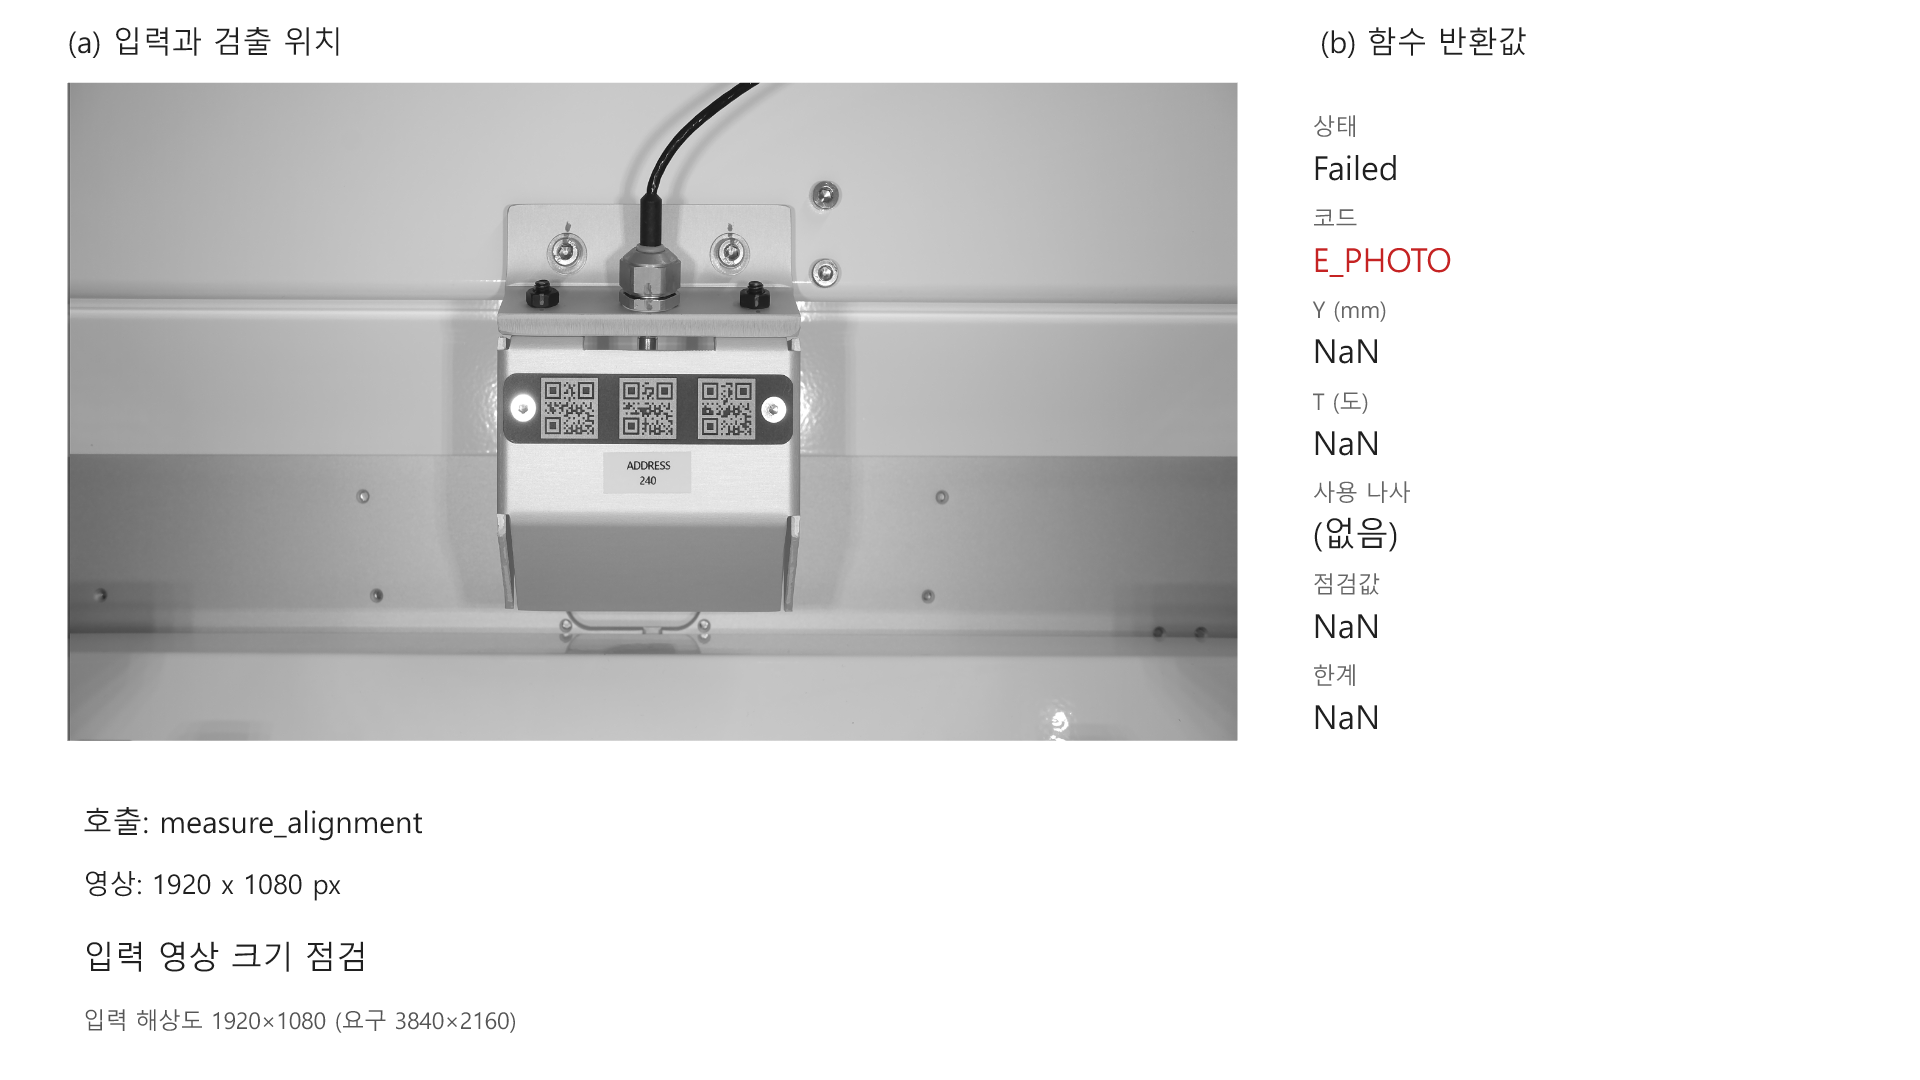 (a) 입력과 검출 위치
ADDRESS
240
호출: measure_alignment
영상: 1920 x 1080 px
입력 영상 크기 점검
입력 해상도 1920×1080 (요구 3840×2160)
(b) 함수 반환값
상태
Failed
코드
E_PHOTO
Y (mm)
NaN
T (도)
NaN
사용 나사
(없음)
점검값
NaN
한계
NaN